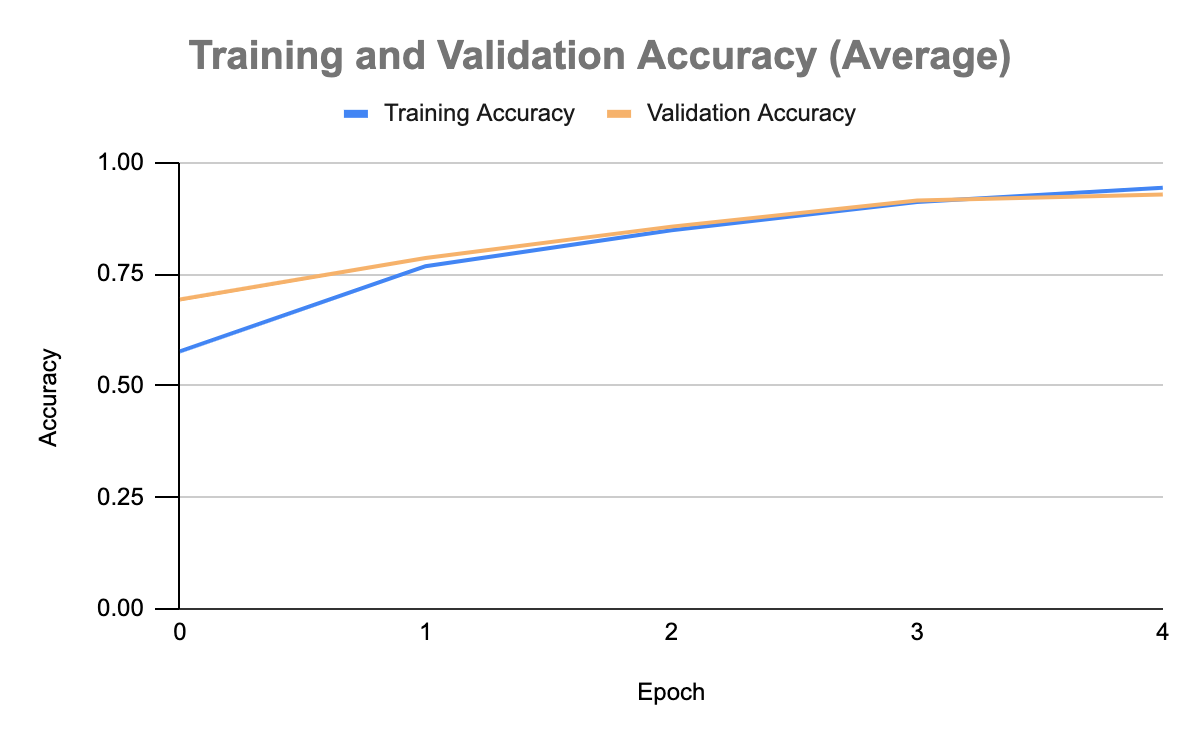 Training and Validation Accuracy (Average)
Training Accuracy Validation Accuracy
1.00
0.75
0.50
0.25
0.00
Accuracy
0 1 2 3 4
Epoch